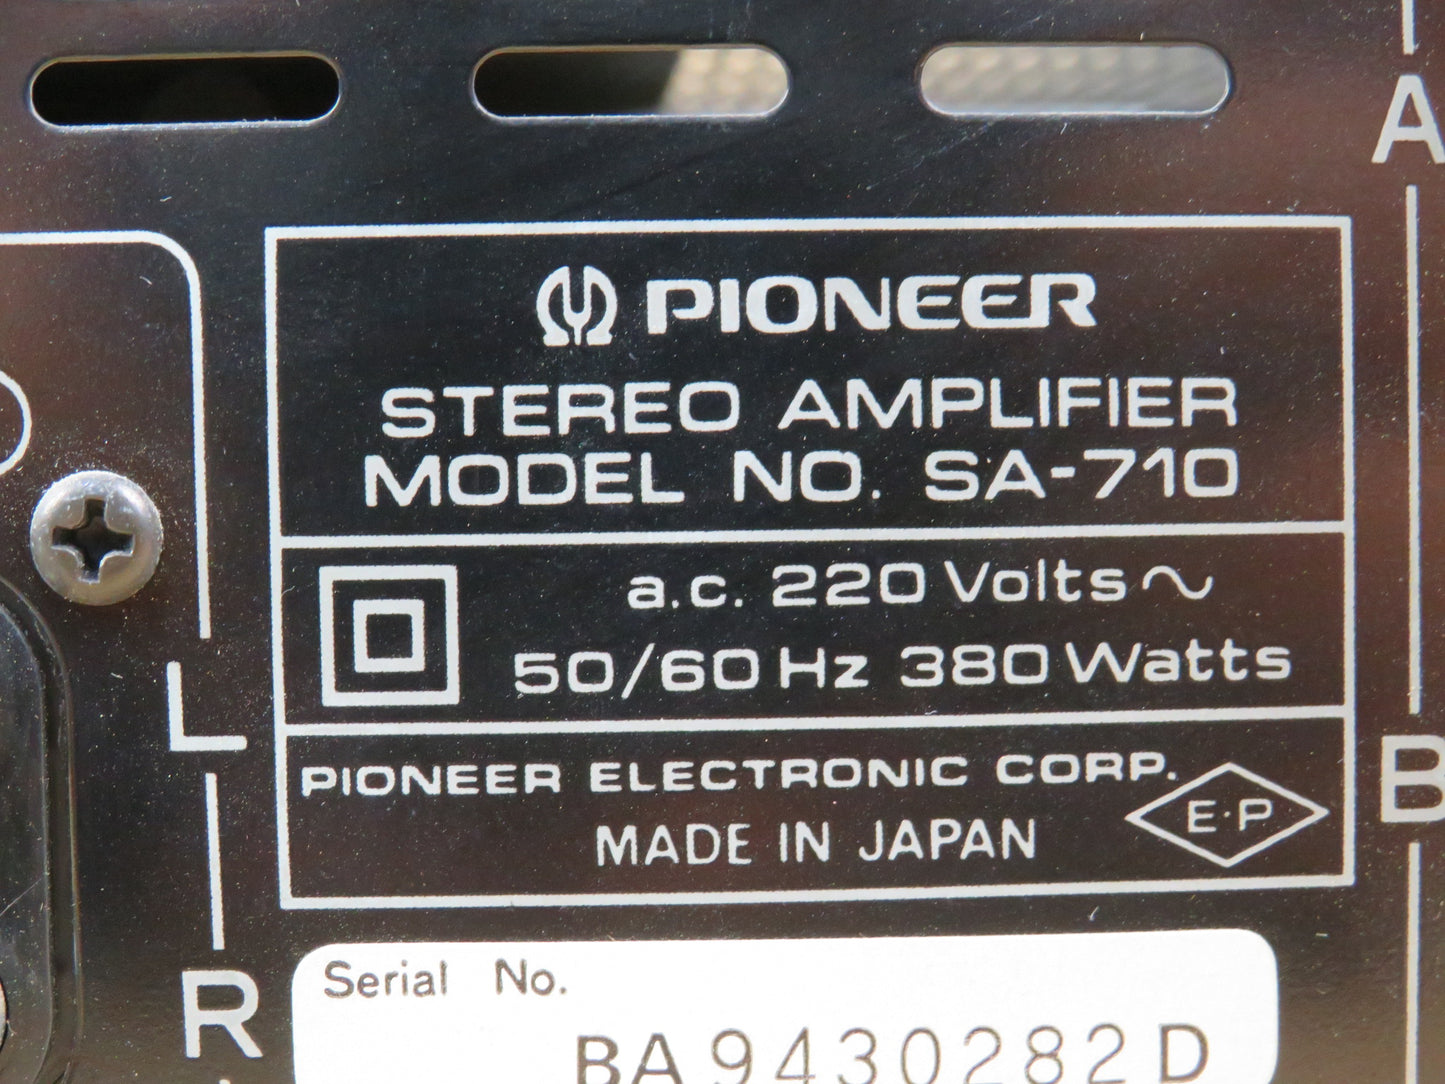 A
PIONEER
STEREO AMPLIFIER
MODEL NO. SA-710
a.c. 220 Volts ~
50/60 Hz 380 Watts
L
PIONEER ELECTRONIC CORP.
E·P
B
MADE IN JAPAN
R
Serial No.
BA9430282D